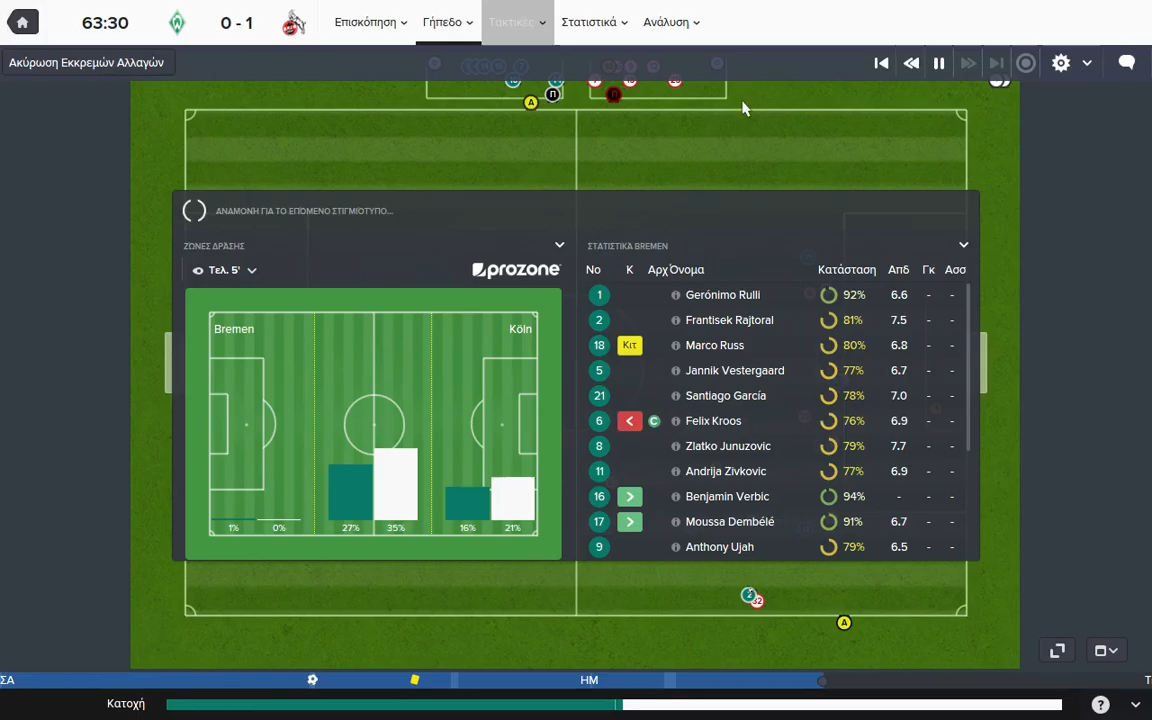 63:30
0 - 1
Επισκόπηση
Γήπεδο
Τακτικές
Στατιστικά
Ανάλυση
Ακύρωση Εκκρεμών Αλλαγών
ΑΝΑΜΟΝΗ ΓΙΑ ΤΟ ΕΠΟΜΕΝΟ ΣΤΙΓΜΙΟΤΥΠΟ...
ΖΩΝΕΣ ΔΡΑΣΗΣ
Τελ. 5'
prozone
Bremen Köln
1% 0% 27% 35% 16% 21%
ΣΤΑΤΙΣΤΙΚΑ BREMEN
Νο Κ Αρχ Όνομα Κατάσταση Απδ Γκ Ασσ
1 Gerónimo Rulli 92% 6.6 - -
2 Frantisek Rajtoral 81% 7.5 - -
18 Κιτ Marco Russ 80% 6.8 - -
5 Jannik Vestergaard 77% 6.7 - -
21 Santiago García 78% 7.0 - -
6 C Felix Kroos 76% 6.9 - -
8 Zlatko Junuzovic 79% 7.7 - -
11 Andrija Zivkovic 77% 6.9 - -
16 Benjamin Verbic 94% - - -
17 Moussa Dembélé 91% 6.7 - -
9 Anthony Ujah 79% 6.5 - -
Α
Π
Α
ΣΑ
ΗΜ
Τ
Κατοχή
?